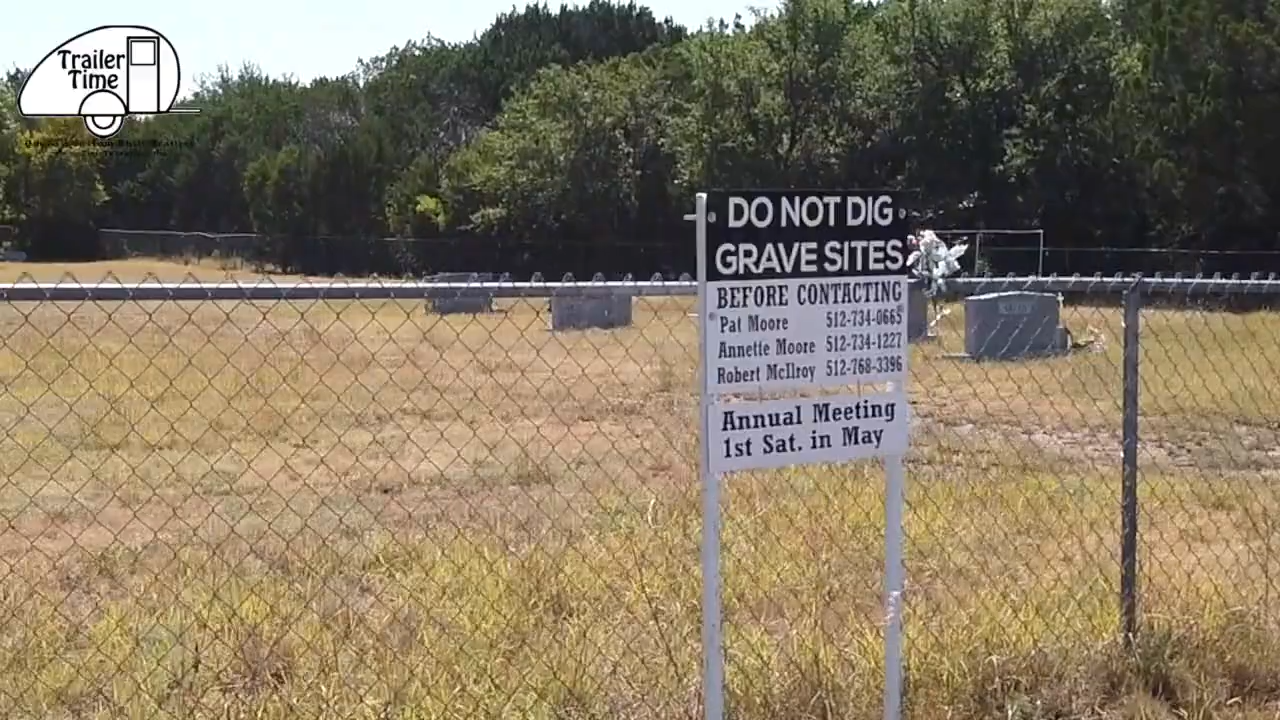 Trailer
Time
DO NOT DIG
GRAVE SITES
BEFORE CONTACTING
Pat Moore 512-734-0665
Annette Moore 512-734-1227
Robert McIlroy 512-768-3396
Annual Meeting
1st Sat. in May